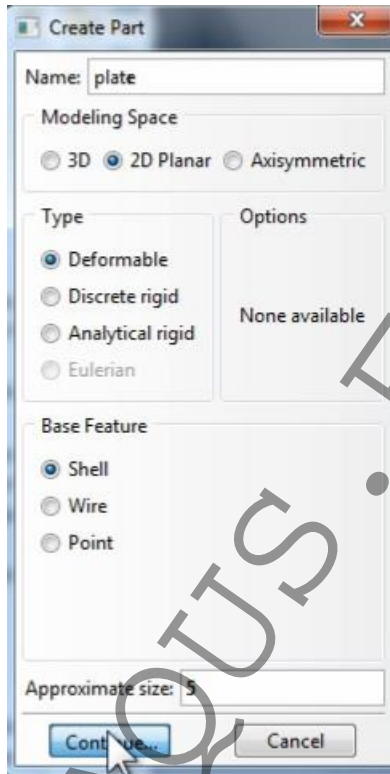 Create Part
Name: plate
Modeling Space
3D 2D Planar Axisymmetric
Type Options
Deformable
Discrete rigid
None available
Analytical rigid
Eulerian
Base Feature
Shell
Wire
Point
Approximate size: 5
Continue... Cancel